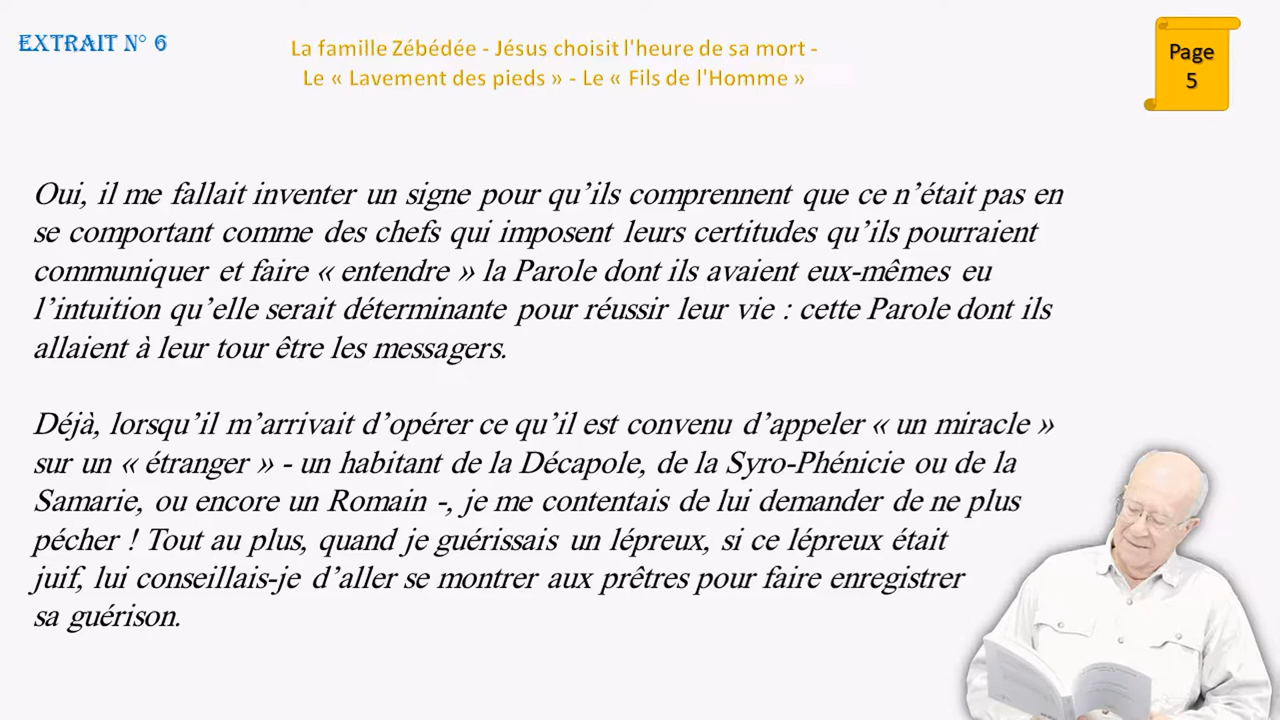 EXTRAIT N° 6
La famille Zébédée - Jésus choisit l'heure de sa mort -
Le « Lavement des pieds » - Le « Fils de l'Homme »
Page
5
Oui, il me fallait inventer un signe pour qu’ils comprennent que ce n’était pas en
se comportant comme des chefs qui imposent leurs certitudes qu’ils pourraient
communiquer et faire « entendre » la Parole dont ils avaient eux-mêmes eu
l’intuition qu’elle serait déterminante pour réussir leur vie : cette Parole dont ils
allaient à leur tour être les messagers.
Déjà, lorsqu’il m’arrivait d’opérer ce qu’il est convenu d’appeler « un miracle »
sur un « étranger » - un habitant de la Décapole, de la Syro-Phénicie ou de la
Samarie, ou encore un Romain -, je me contentais de lui demander de ne plus
pécher ! Tout au plus, quand je guérissais un lépreux, si ce lépreux était
juif, lui conseillais-je d’aller se montrer aux prêtres pour faire enregistrer
sa guérison.